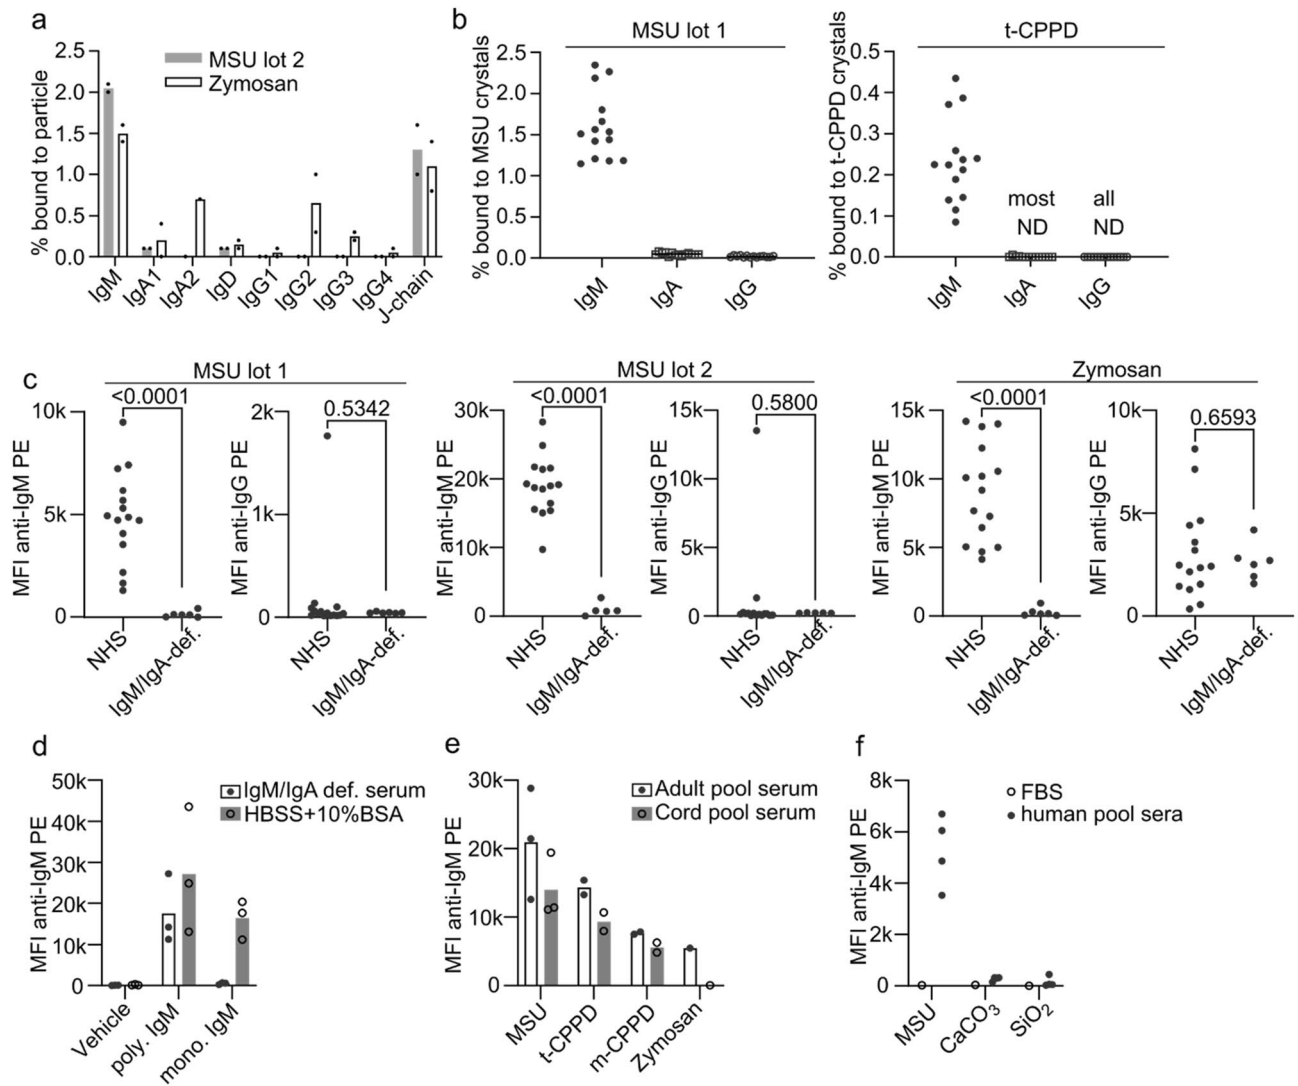 a
% bound to particle
2.5
2.0
1.5
1.0
0.5
0.0
MSU lot 2
Zymosan
IgM
IgA1
IgA2
IgD
IgG1
IgG2
IgG3
IgG4
J-chain
b
MSU lot 1
% bound to MSU crystals
2.5
2.0
1.5
1.0
0.5
0.0
IgM
IgA
IgG
t-CPPD
% bound to t-CPPD crystals
0.5
0.4
0.3
0.2
0.1
0.0
most
ND
all
ND
IgM
IgA
IgG
c
MSU lot 1
MFI anti-IgM PE
10k
5k
0
<0.0001
NHS
IgM/IgA-def.
MFI anti-IgG PE
2k
1k
0
0.5342
NHS
IgM/IgA-def.
MSU lot 2
MFI anti-IgM PE
30k
20k
10k
0
<0.0001
NHS
IgM/IgA-def.
MFI anti-IgG PE
15k
10k
5k
0
0.5800
NHS
IgM/IgA-def.
Zymosan
MFI anti-IgM PE
15k
10k
5k
0
<0.0001
NHS
IgM/IgA-def.
MFI anti-IgG PE
10k
5k
0
0.6593
NHS
IgM/IgA-def.
d
MFI anti-IgM PE
50k
40k
30k
20k
10k
0
IgM/IgA def. serum
HBSS+10%BSA
Vehicle
poly. IgM
mono. IgM
e
MFI anti-IgM PE
30k
20k
10k
0
Adult pool serum
Cord pool serum
MSU
t-CPPD
m-CPPD
Zymosan
f
MFI anti-IgM PE
8k
6k
4k
2k
0
FBS
human pool sera
MSU
CaCO3
SiO2